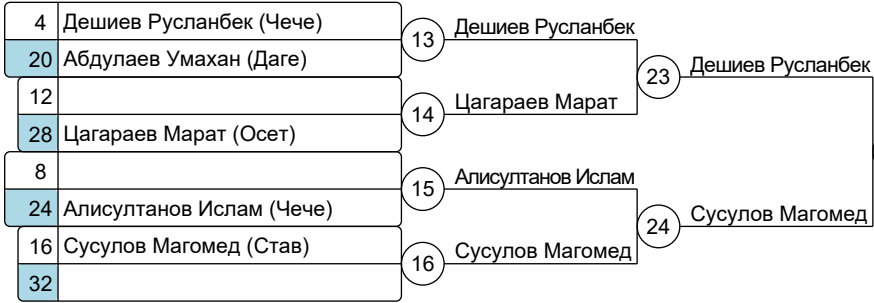 4 Дешиев Русланбек (Чече)
20 Абдулаев Умахан (Даге)
12
28 Цагараев Марат (Осет)
8
24 Алисултанов Ислам (Чече)
16 Сусулов Магомед (Став)
32
13 Дешиев Русланбек
14 Цагараев Марат
15 Алисултанов Ислам
16 Сусулов Магомед
23 Дешиев Русланбек
24 Сусулов Магомед